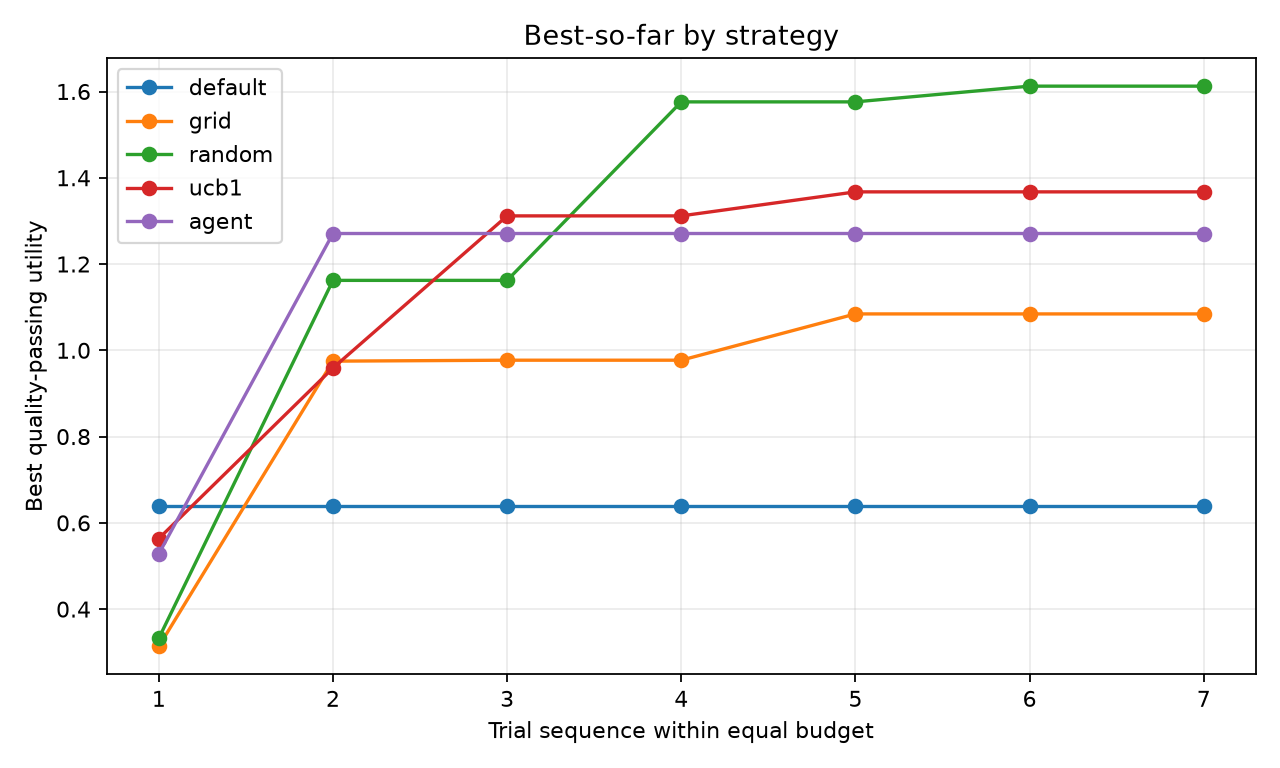 Best-so-far by strategy
default
grid
random
ucb1
agent
Best quality-passing utility
1.6
1.4
1.2
1.0
0.8
0.6
0.4
1 2 3 4 5 6 7
Trial sequence within equal budget